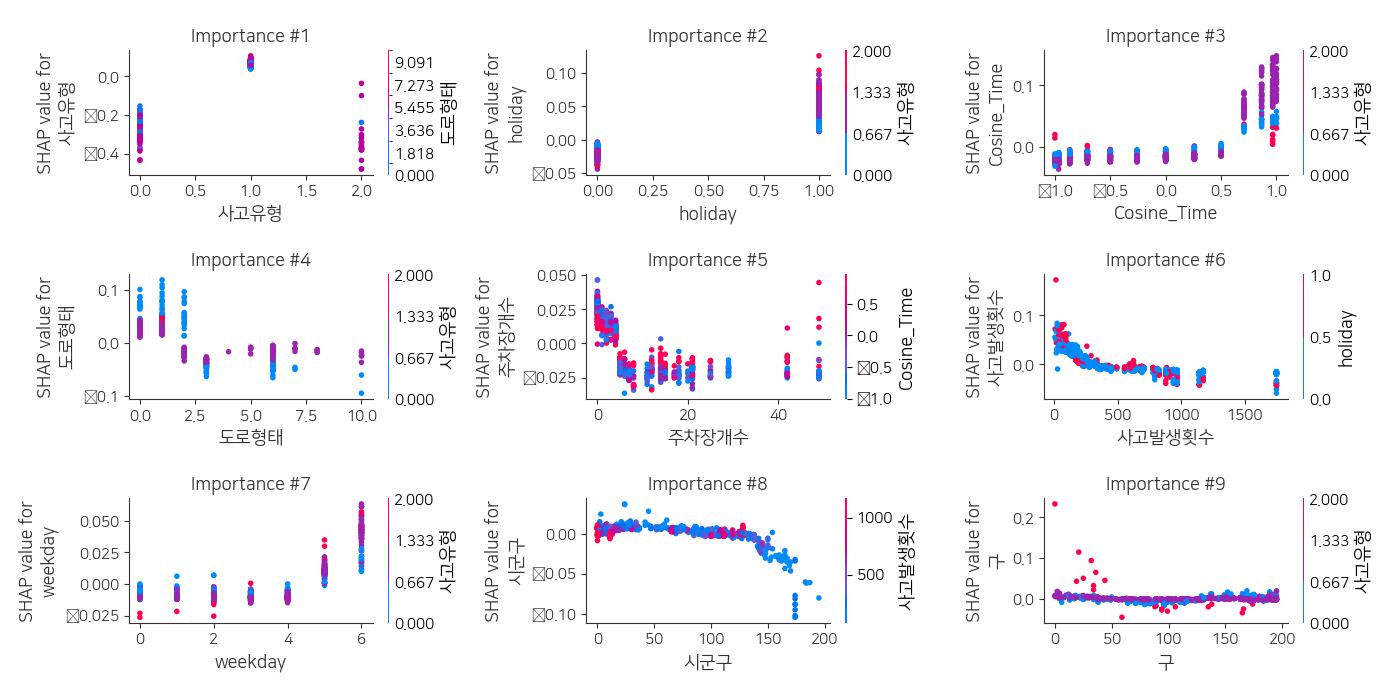 Importance #1
SHAP value for
사고유형
0.0
0.2
0.4
0.0
0.5
1.0
1.5
2.0
사고유형
9.091
7.273
5.455
3.636
1.818
0.000
도로형태
Importance #2
SHAP value for
holiday
0.10
0.05
0.00
0.05
0.00
0.25
0.50
0.75
1.00
holiday
2.000
1.333
0.667
0.000
사고유형
Importance #3
SHAP value for
Cosine_Time
0.1
0.0
1.0
0.5
0.0
0.5
1.0
Cosine_Time
2.000
1.333
0.667
0.000
사고유형
Importance #4
SHAP value for
도로형태
0.1
0.0
0.1
0.0
2.5
5.0
7.5
10.0
도로형태
2.000
1.333
0.667
0.000
사고유형
Importance #5
SHAP value for
주차장개수
0.050
0.025
0.000
0.025
0
20
40
주차장개수
0.5
0.0
0.5
1.0
Cosine_Time
Importance #6
SHAP value for
사고발생횟수
0.1
0.0
0
500
1000
1500
사고발생횟수
1.0
0.5
0.0
holiday
Importance #7
SHAP value for
weekday
0.050
0.025
0.000
0.025
0
2
4
6
weekday
2.000
1.333
0.667
0.000
사고유형
Importance #8
SHAP value for
시군구
0.00
0.05
0.10
0
50
100
150
200
시군구
1000
500
사고발생횟수
Importance #9
SHAP value for
구
0.2
0.1
0.0
0
50
100
150
200
구
2.000
1.333
0.667
0.000
사고유형